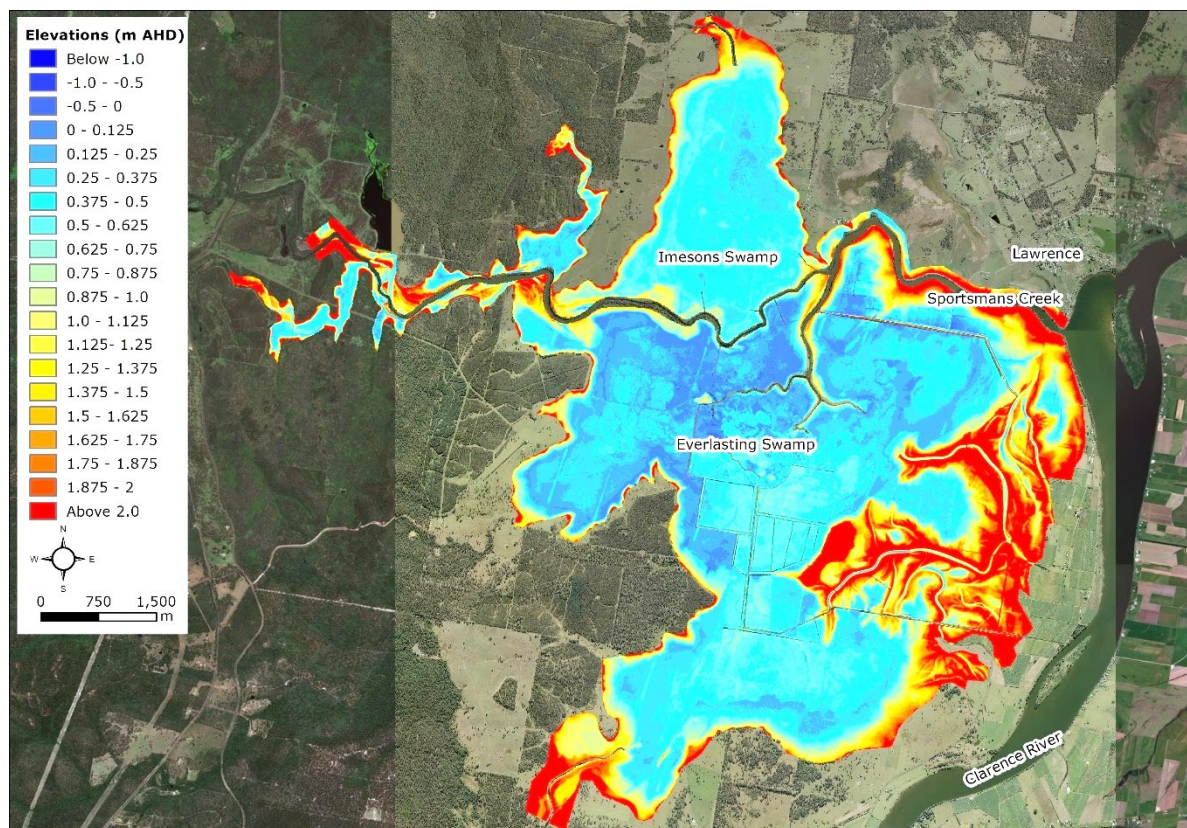 Elevations (m AHD)
Below -1.0
-1.0 - -0.5
-0.5 - 0
0 - 0.125
0.125 - 0.25
0.25 - 0.375
0.375 - 0.5
0.5 - 0.625
0.625 - 0.75
0.75 - 0.875
0.875 - 1.0
1.0 - 1.125
1.125- 1.25
1.25 - 1.375
1.375 - 1.5
1.5 - 1.625
1.625 - 1.75
1.75 - 1.875
1.875 - 2
Above 2.0
N
W E
S
0 750 1,500
m
Imesons Swamp
Lawrence
Sportsmans Creek
Everlasting Swamp
Clarence River